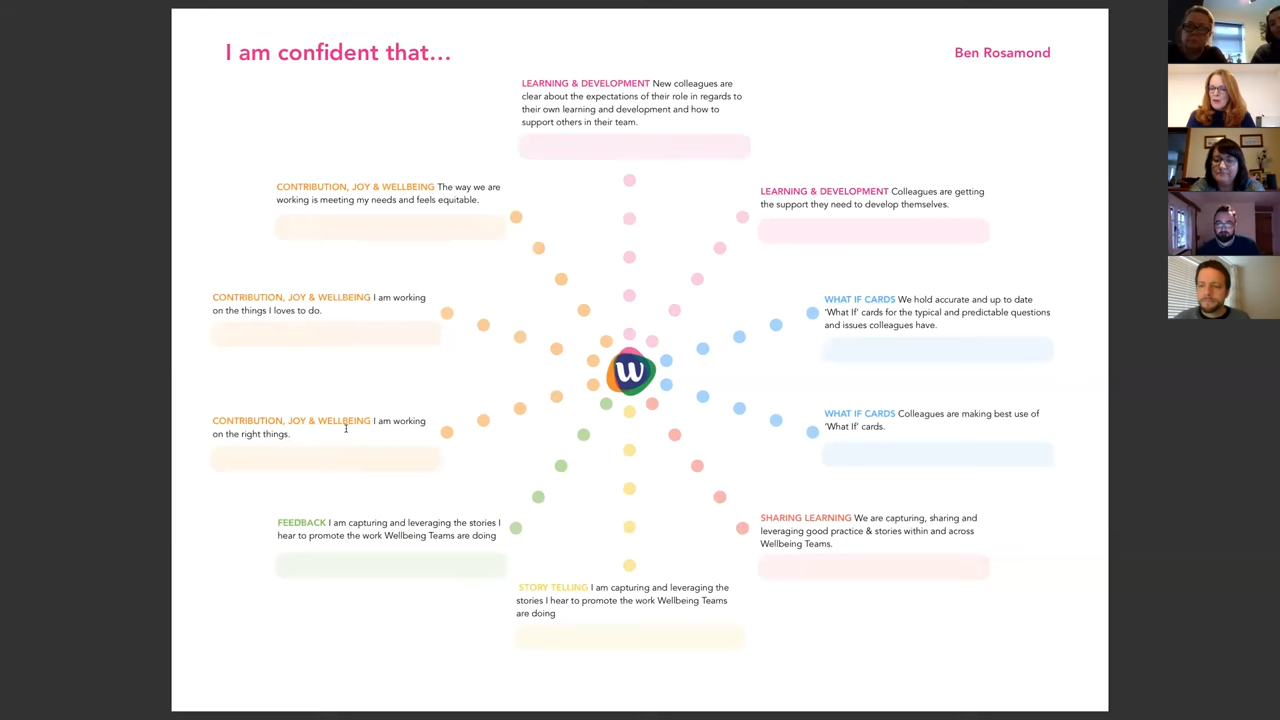 I am confident that...
Ben Rosamond
LEARNING & DEVELOPMENT New colleagues are
clear about the expectations of their role in regards to
their own learning and development and how to
support others in their team.
CONTRIBUTION, JOY & WELLBEING The way we are
working is meeting my needs and feels equitable.
LEARNING & DEVELOPMENT Colleagues are getting
the support they need to develop themselves.
CONTRIBUTION, JOY & WELLBEING I am working
on the things I loves to do.
WHAT IF CARDS We hold accurate and up to date
‘What If’ cards for the typical and predictable questions
and issues colleagues have.
W
CONTRIBUTION, JOY & WELLBEING I am working
on the right things.
WHAT IF CARDS Colleagues are making best use of
‘What If’ cards.
FEEDBACK I am capturing and leveraging the stories I
hear to promote the work Wellbeing Teams are doing
SHARING LEARNING We are capturing, sharing and
leveraging good practice & stories within and across
Wellbeing Teams.
STORY TELLING I am capturing and leveraging the
stories I hear to promote the work Wellbeing Teams
are doing